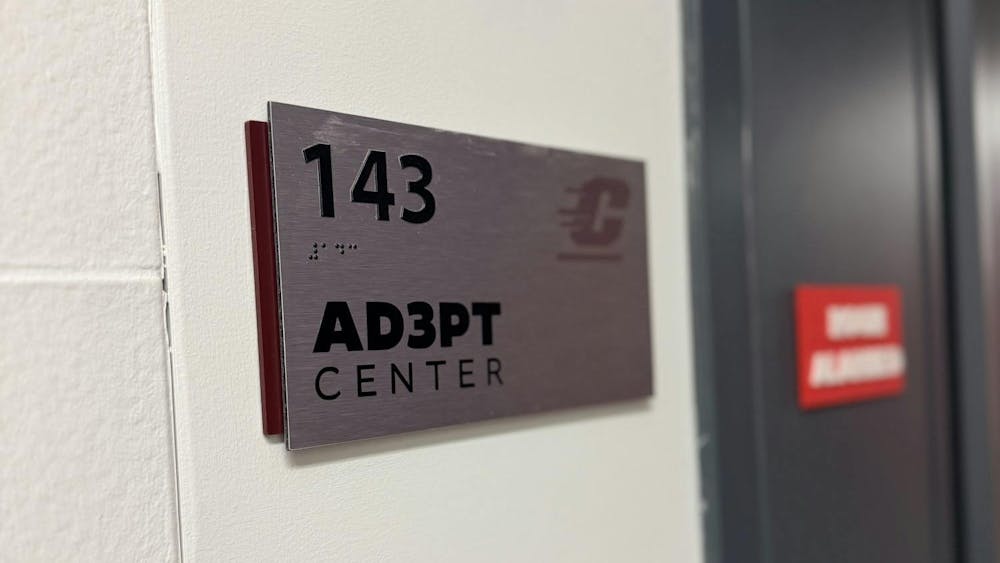 143
⠼⠁⠙⠉
C
AD3PT
CENTER